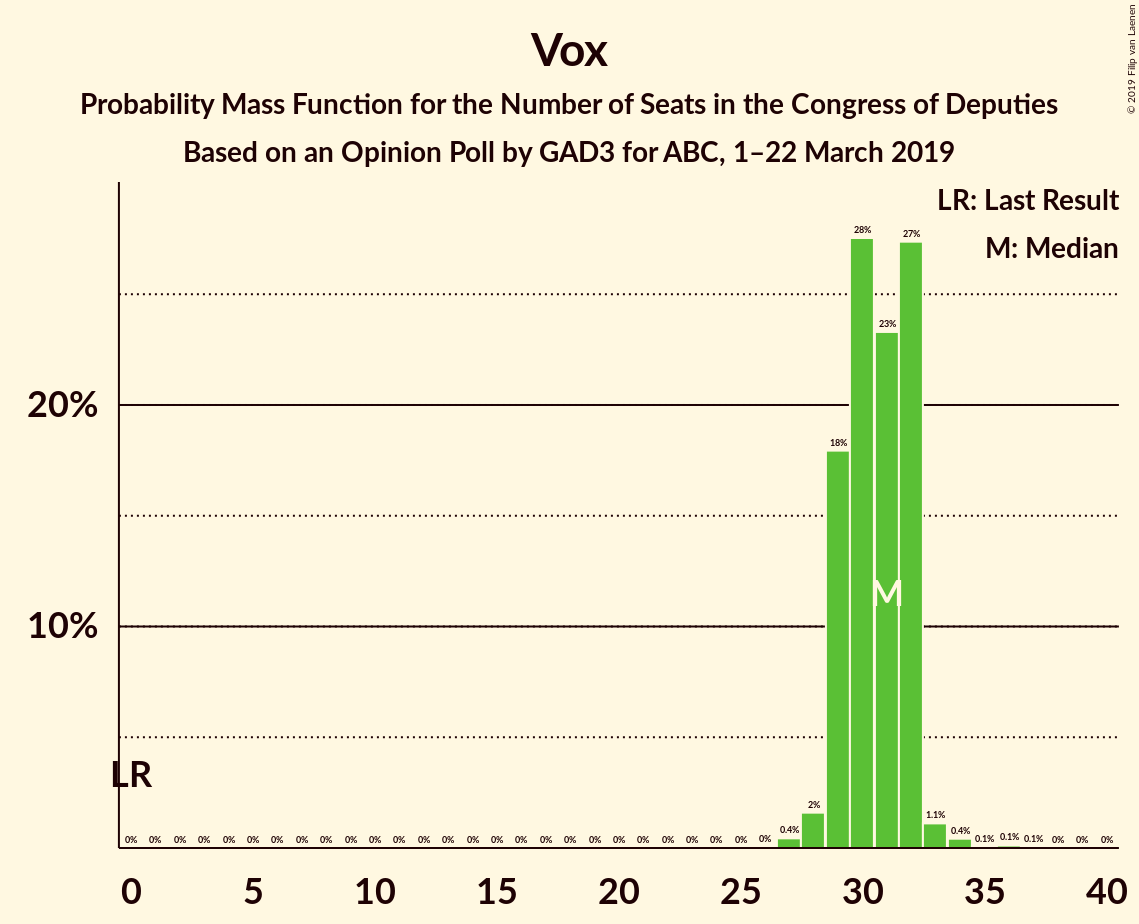 Vox
Probability Mass Function for the Number of Seats in the Congress of Deputies
Based on an Opinion Poll by GAD3 for ABC, 1–22 March 2019
© 2019 Filip van Laenen
LR: Last Result
M: Median
28%
27%
23%
20%
18%
M
10%
LR
0% 0% 0% 0% 0% 0% 0% 0% 0% 0% 0% 0% 0% 0% 0% 0% 0% 0% 0% 0% 0% 0% 0% 0% 0% 0% 0% 0.4% 2% 1.1% 0.4% 0.1% 0.1% 0.1% 0% 0% 0%
0 5 10 15 20 25 30 35 40